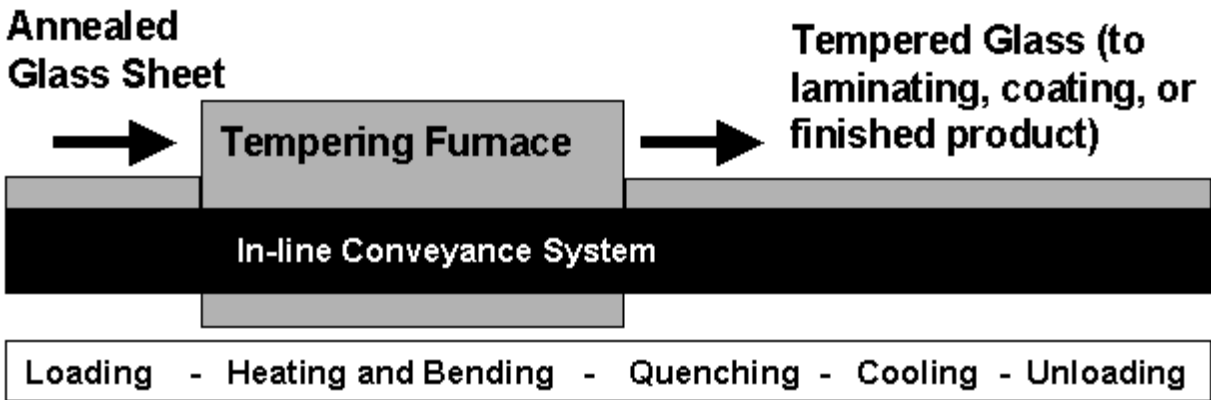 Annealed
Glass Sheet
Tempered Glass (to
laminating, coating, or
finished product)
Tempering Furnace
In-line Conveyance System
Loading - Heating and Bending - Quenching - Cooling - Unloading